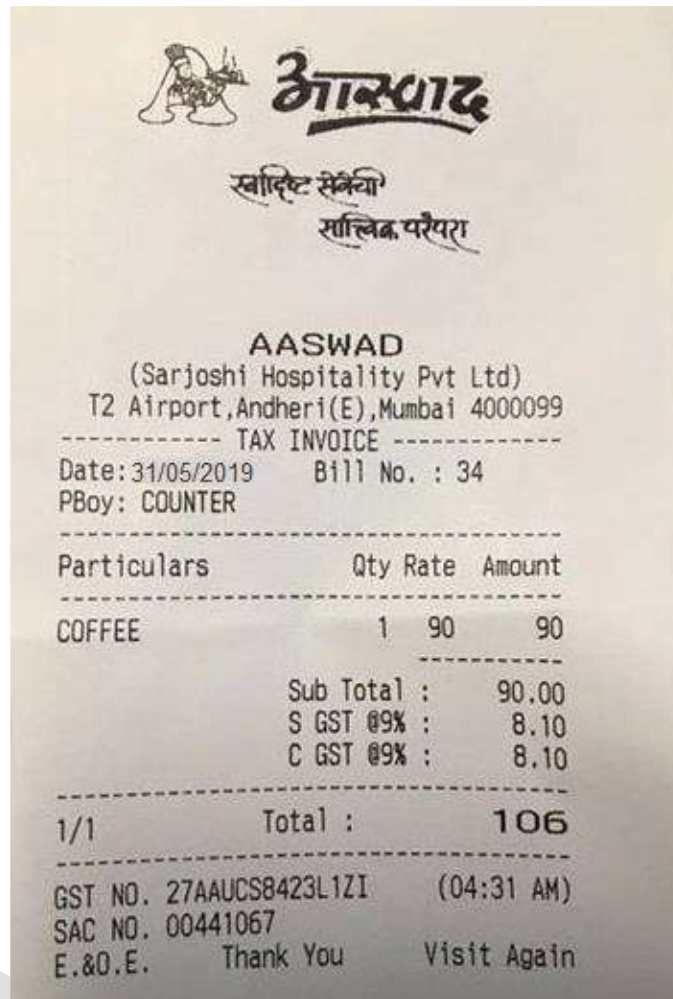 आस्वाद
स्वादिष्ट सेवेची
सात्त्विक परंपरा
AASWAD
(Sarjoshi Hospitality Pvt Ltd)
T2 Airport,Andheri(E),Mumbai 4000099
------------ TAX INVOICE ------------
Date:31/05/2019 Bill No. : 34
PBoy: COUNTER
Particulars Qty Rate Amount
COFFEE 1 90 90
Sub Total : 90.00
S GST @9% : 8.10
C GST @9% : 8.10
1/1 Total : 106
GST NO. 27AAUCS8423L1ZI (04:31 AM)
SAC NO. 00441067
E.&O.E. Thank You Visit Again